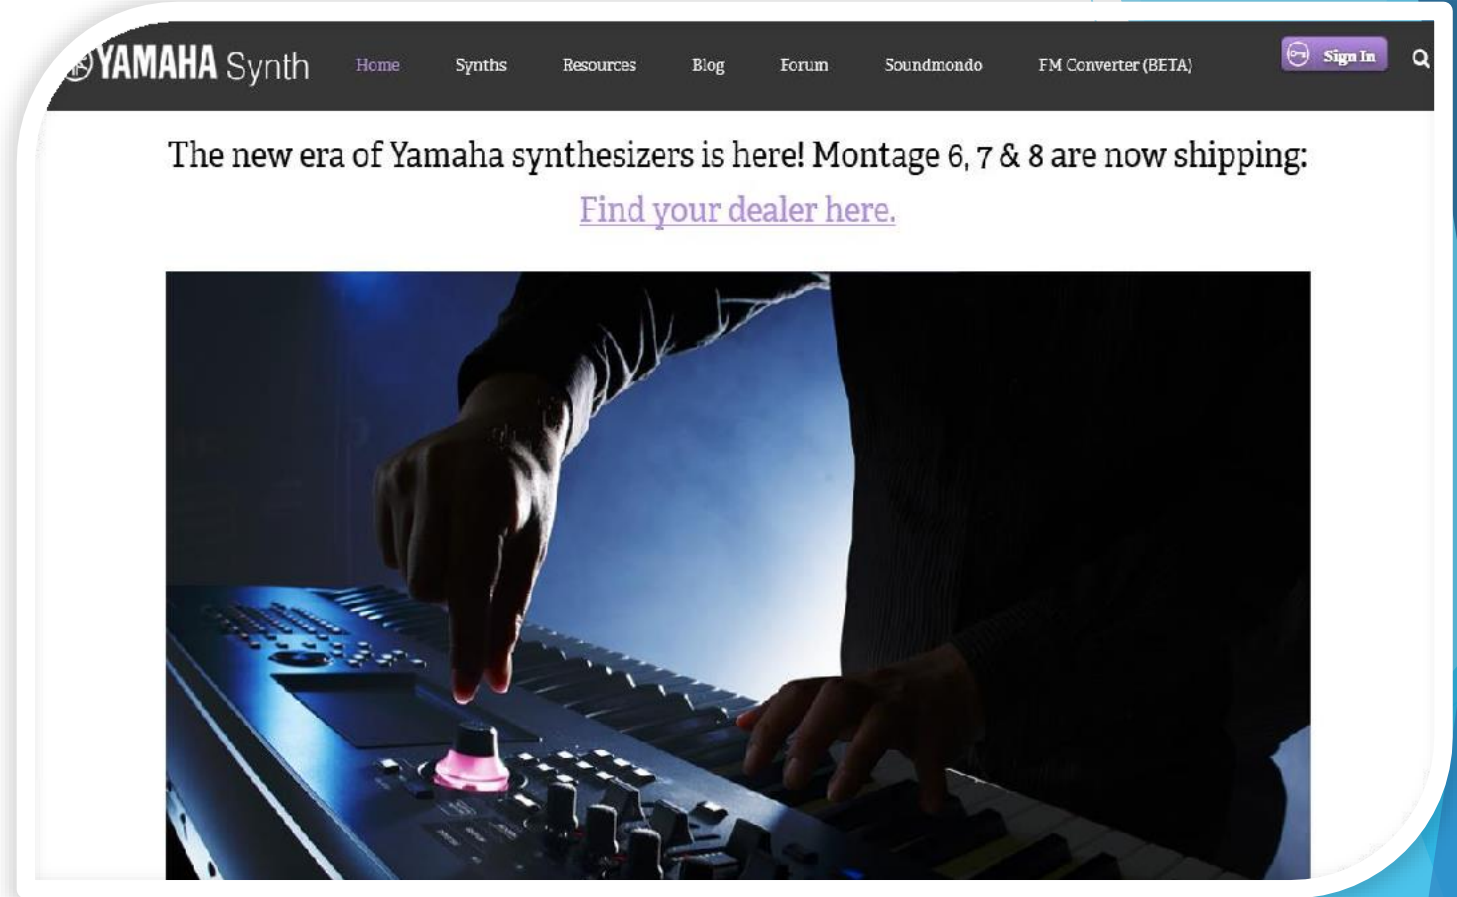 YAMAHA Synth
Home Synths Resources Blog Forum Soundmondo FM Converter (BETA) Sign In
The new era of Yamaha synthesizers is here! Montage 6, 7 & 8 are now shipping:
Find your dealer here.